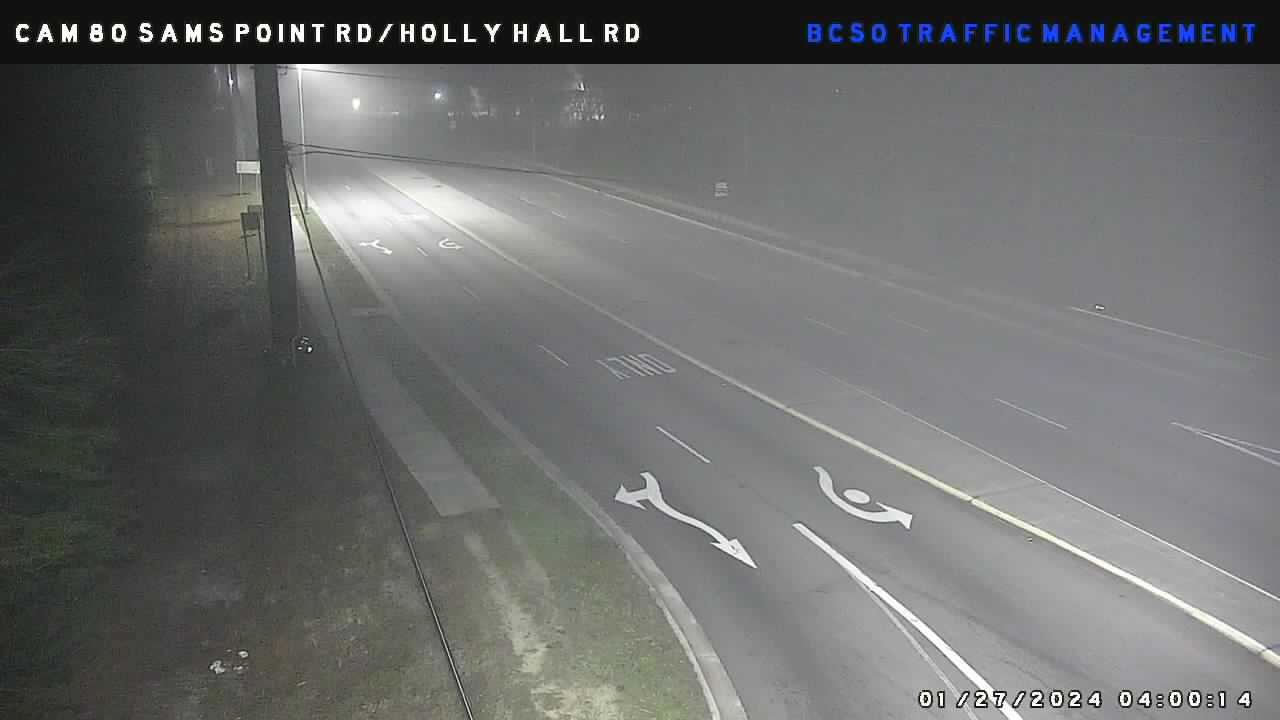 CAM 80 SAMS POINT RD/HOLLY HALL RD
BCSO TRAFFIC MANAGEMENT
ONLY
01/27/2024 04:00:14